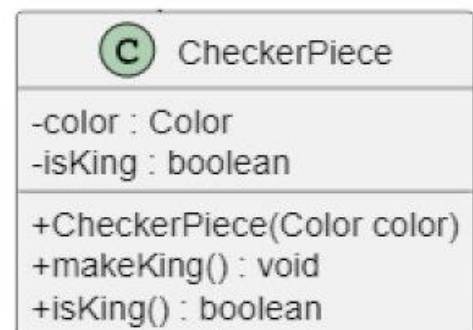 C CheckerPiece
-color : Color
-isKing : boolean
+CheckerPiece(Color color)
+makeKing() : void
+isKing() : boolean